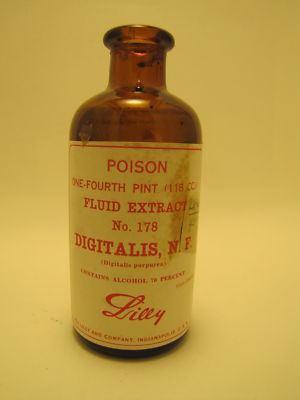 POISON
ONE-FOURTH PINT (118 CC.)
FLUID EXTRACT
No. 178
DIGITALIS, N. F.
(Digitalis purpurea)
CONTAINS ALCOHOL 70 PERCENT
Lilly
ELI LILLY AND COMPANY, INDIANAPOLIS, U. S. A.